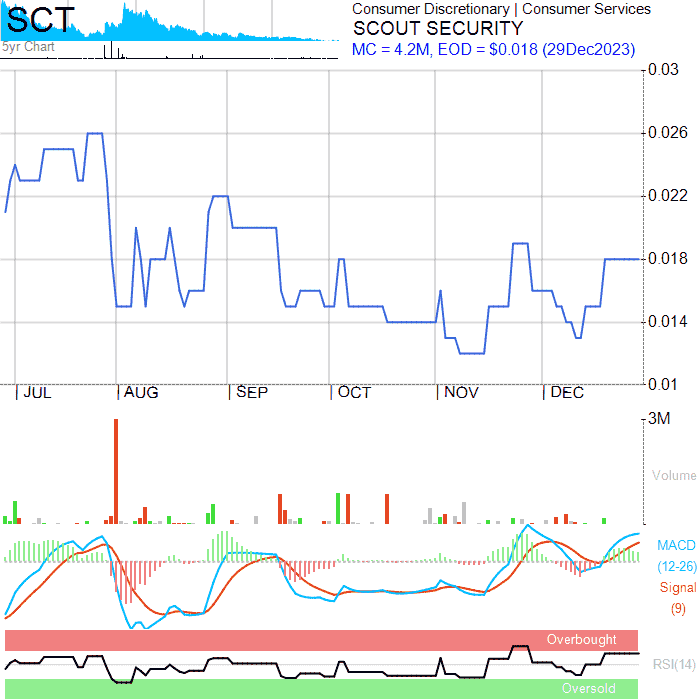 SCT
5yr Chart
Consumer Discretionary | Consumer Services
SCOUT SECURITY
MC = 4.2M, EOD = $0.018 (29Dec2023)
0.03
0.026
0.022
0.018
0.014
0.01
JUL AUG SEP OCT NOV DEC
3M
Volume
MACD
(12-26)
Signal
(9)
Overbought
RSI(14)
Oversold